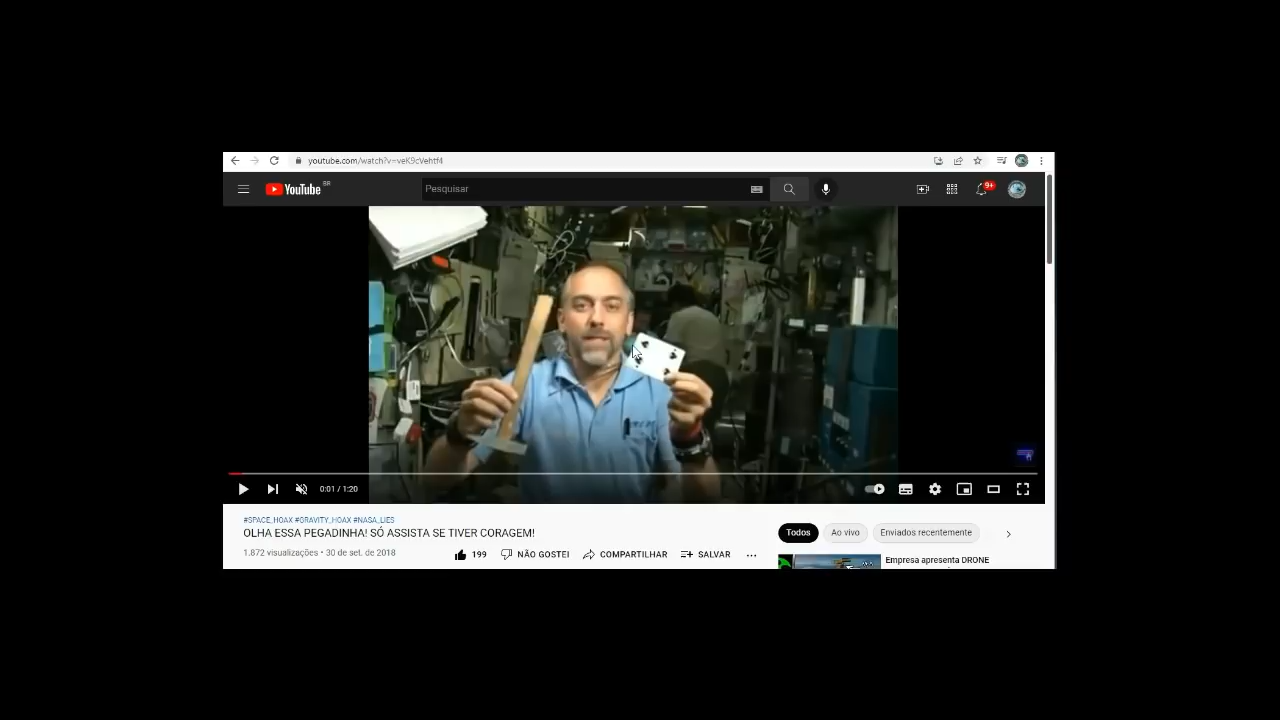 youtube.com/watch?v=veK9cVehtf4
YouTube BR
Pesquisar
9+
0:01 / 1:20
#SPACE_HOAX #GRAVITY_HOAX #NASA_LIES
OLHA ESSA PEGADINHA! SÓ ASSISTA SE TIVER CORAGEM!
1.872 visualizações • 30 de set. de 2018
199
NÃO GOSTEI
COMPARTILHAR
SALVAR
Todos
Ao vivo
Enviados recentemente
Empresa apresenta DRONE